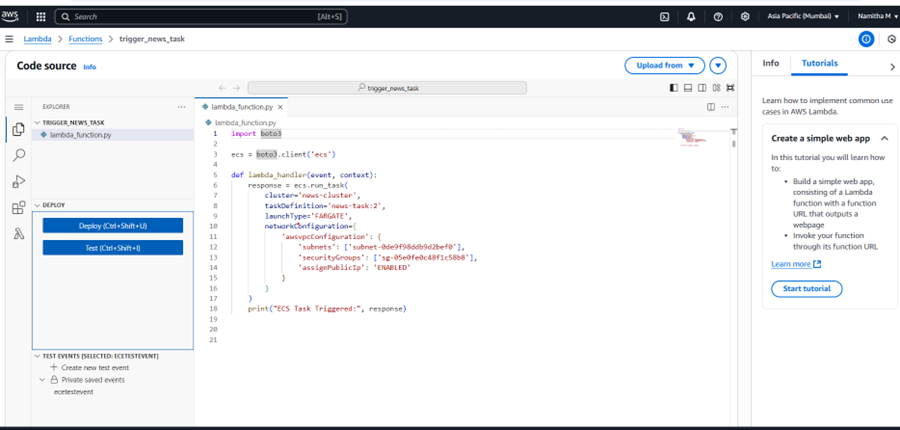 aws
Search [Alt+S]
Asia Pacific (Mumbai) Namitha M
Lambda > Functions > trigger_news_task
Code source Info
Upload from
Info Tutorials
trigger_news_task
EXPLORER
lambda_function.py ×
TRIGGER_NEWS_TASK
lambda_function.py
lambda_function.py
1 import boto3
2
3 ecs = boto3.client('ecs')
4
5 def lambda_handler(event, context):
6 response = ecs.run_task(
7 cluster='news-cluster',
8 taskDefinition='news-task:2',
9 launchType='FARGATE',
10 networkConfiguration={
11 'awsvpcConfiguration': {
12 'subnets': ['subnet-0de9f98ddb9d2bef0'],
13 'securityGroups': ['sg-05e0fe0c48f1c58b8'],
14 'assignPublicIp': 'ENABLED'
15 }
16 }
17 )
18 print("ECS Task Triggered:", response)
19
20
21
DEPLOY
Deploy (Ctrl+Shift+U)
Test (Ctrl+Shift+I)
TEST EVENTS [SELECTED: ECETESTEVENT]
Create new test event
Private saved events
ecetestevent
Learn how to implement common use
cases in AWS Lambda.
Create a simple web app
In this tutorial you will learn how
to:
• Build a simple web app,
consisting of a Lambda
function with a function
URL that outputs a
webpage
• Invoke your function
through its function URL
Learn more
Start tutorial